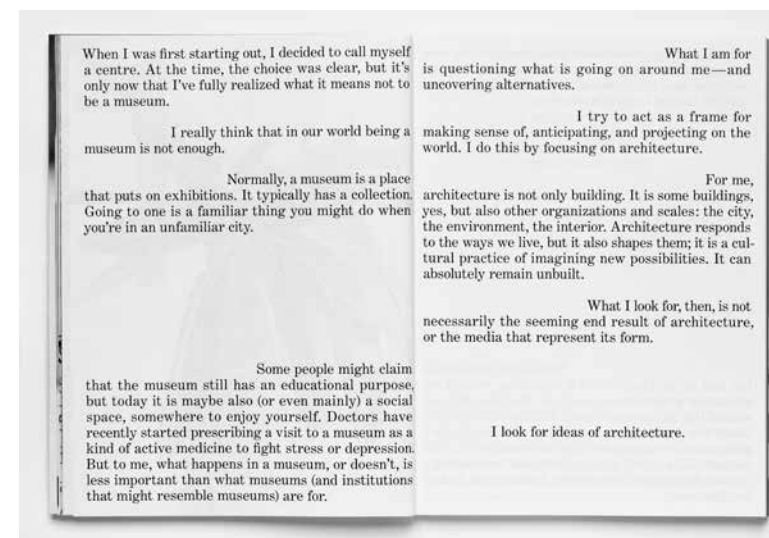 When I was first starting out, I decided to call myself
a centre. At the time, the choice was clear, but it's
only now that I've fully realized what it means not to
be a museum.
I really think that in our world being a
museum is not enough.
Normally, a museum is a place
that puts on exhibitions. It typically has a collection.
Going to one is a familiar thing you might do when
you're in an unfamiliar city.
Some people might claim
that the museum still has an educational purpose,
but today it is maybe also (or even mainly) a social
space, somewhere to enjoy yourself. Doctors have
recently started prescribing a visit to a museum as a
kind of active medicine to fight stress or depression.
But to me, what happens in a museum, or doesn't, is
less important than what museums (and institutions
that might resemble museums) are for.
What I am for
is questioning what is going on around me—and
uncovering alternatives.
I try to act as a frame for
making sense of, anticipating, and projecting on the
world. I do this by focusing on architecture.
For me,
architecture is not only building. It is some buildings,
yes, but also other organizations and scales: the city,
the environment, the interior. Architecture responds
to the ways we live, but it also shapes them; it is a cul-
tural practice of imagining new possibilities. It can
absolutely remain unbuilt.
What I look for, then, is not
necessarily the seeming end result of architecture,
or the media that represent its form.
I look for ideas of architecture.